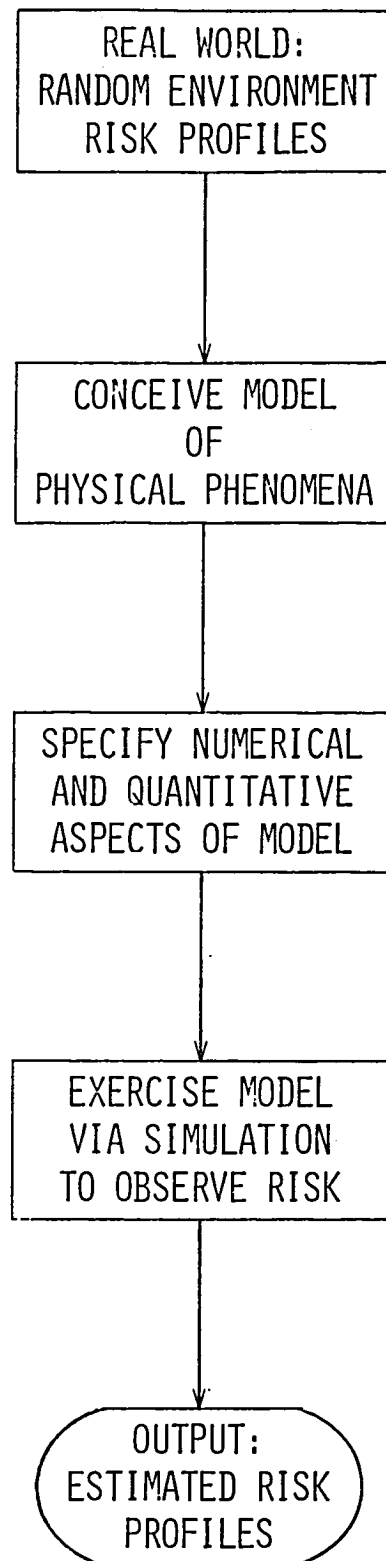 REAL WORLD:
RANDOM ENVIRONMENT
RISK PROFILES
CONCEIVE MODEL
OF
PHYSICAL PHENOMENA
SPECIFY NUMERICAL
AND QUANTITATIVE
ASPECTS OF MODEL
EXERCISE MODEL
VIA SIMULATION
TO OBSERVE RISK
OUTPUT:
ESTIMATED RISK
PROFILES